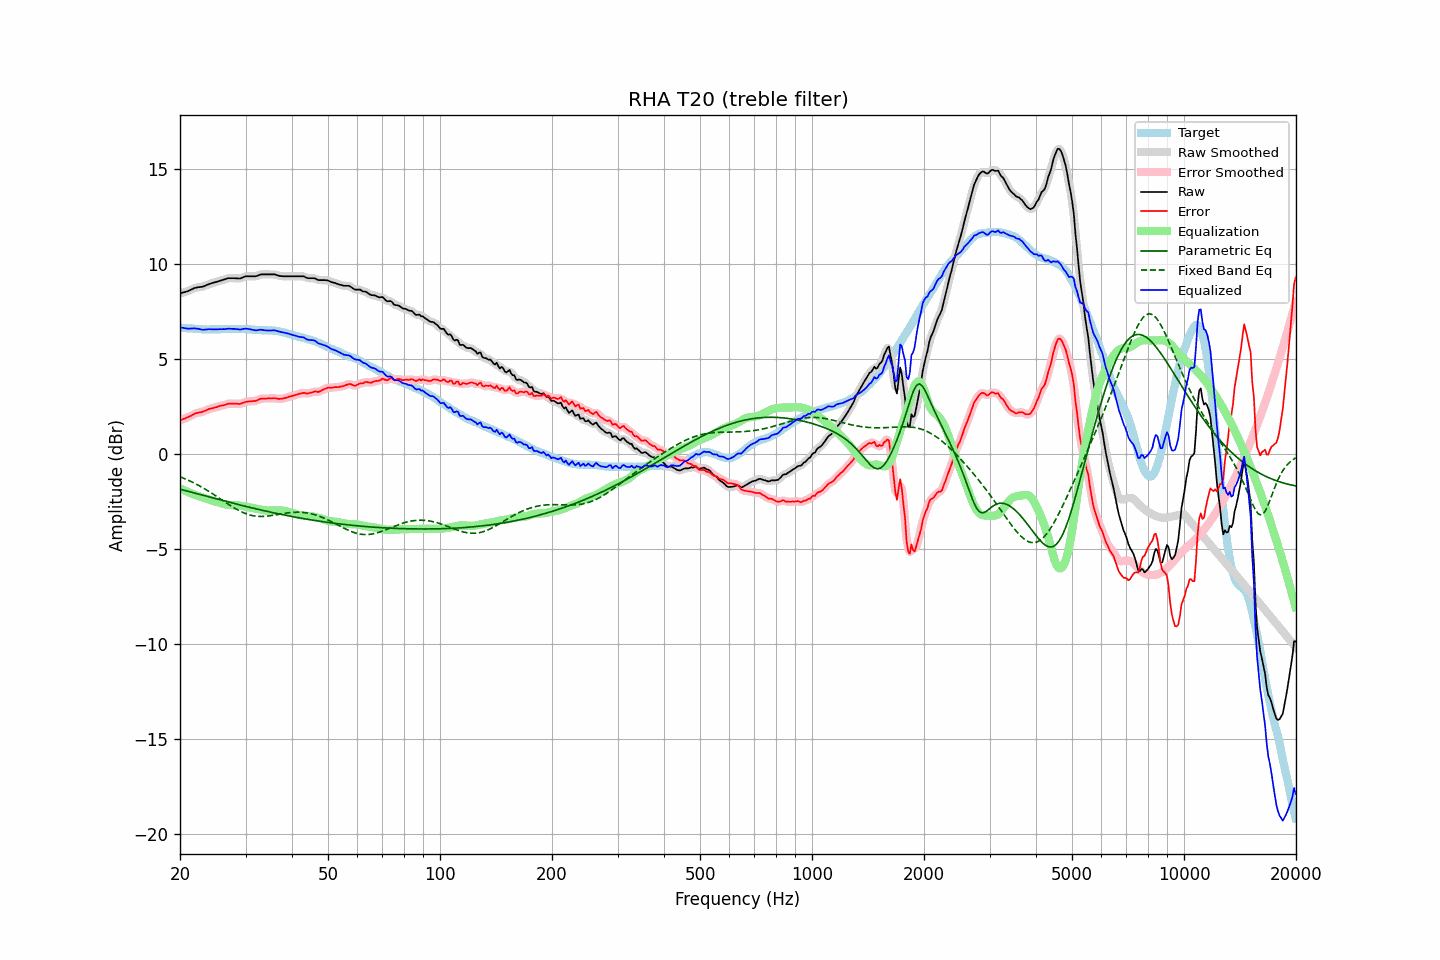 RHA T20 (treble filter)
Amplitude (dBr)
15
10
5
0
−5
−10
−15
−20
20
50
100
200
500
1000
2000
5000
10000
20000
Frequency (Hz)
Target
Raw Smoothed
Error Smoothed
Raw
Error
Equalization
Parametric Eq
Fixed Band Eq
Equalized